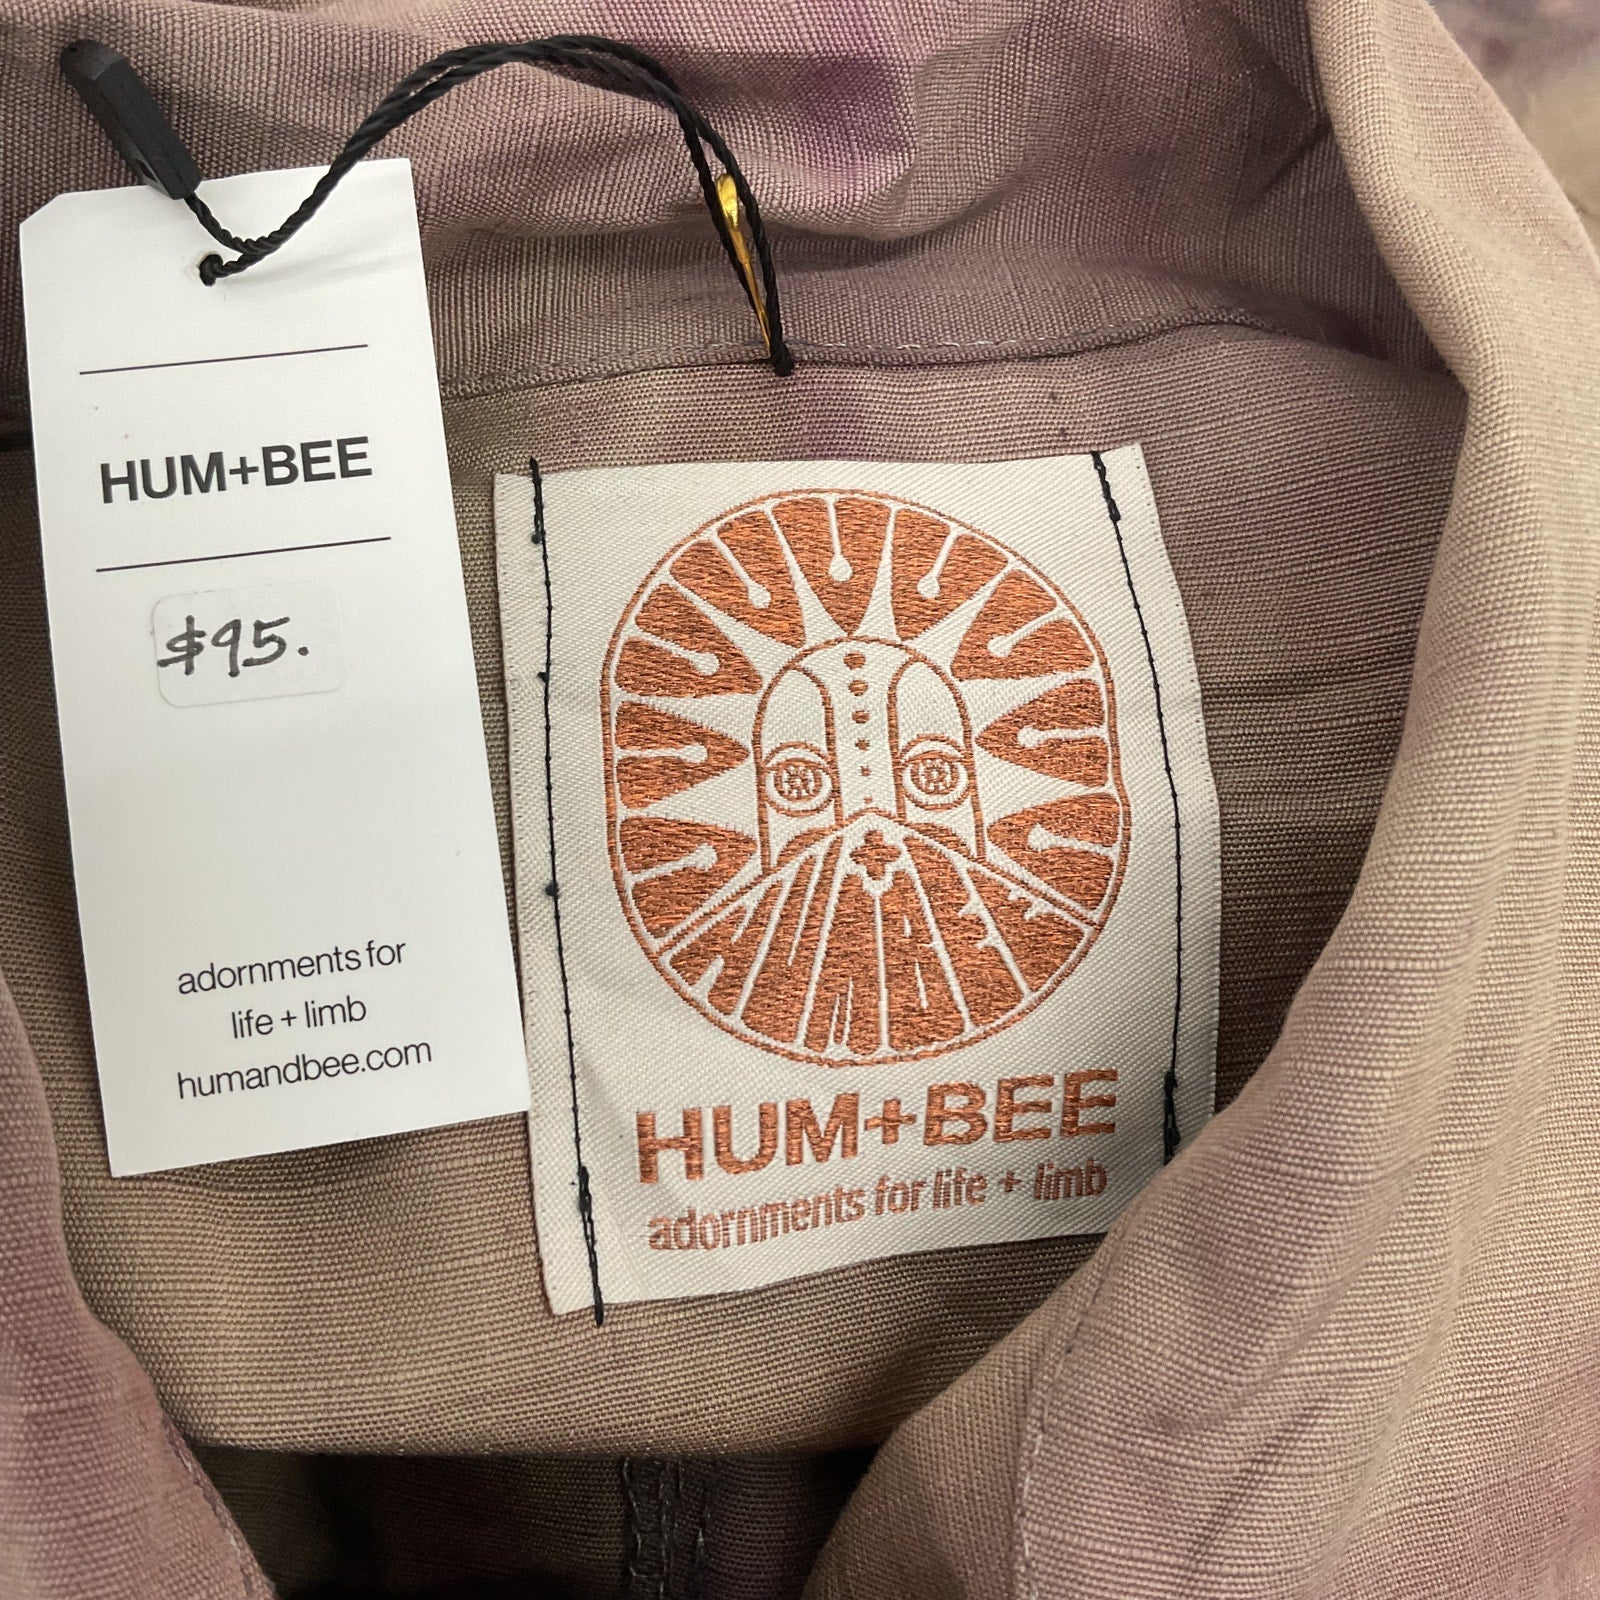 HUM+BEE
$95.
adornments for
life + limb
humandbee.com
HUM+BEE
adornments for life + limb